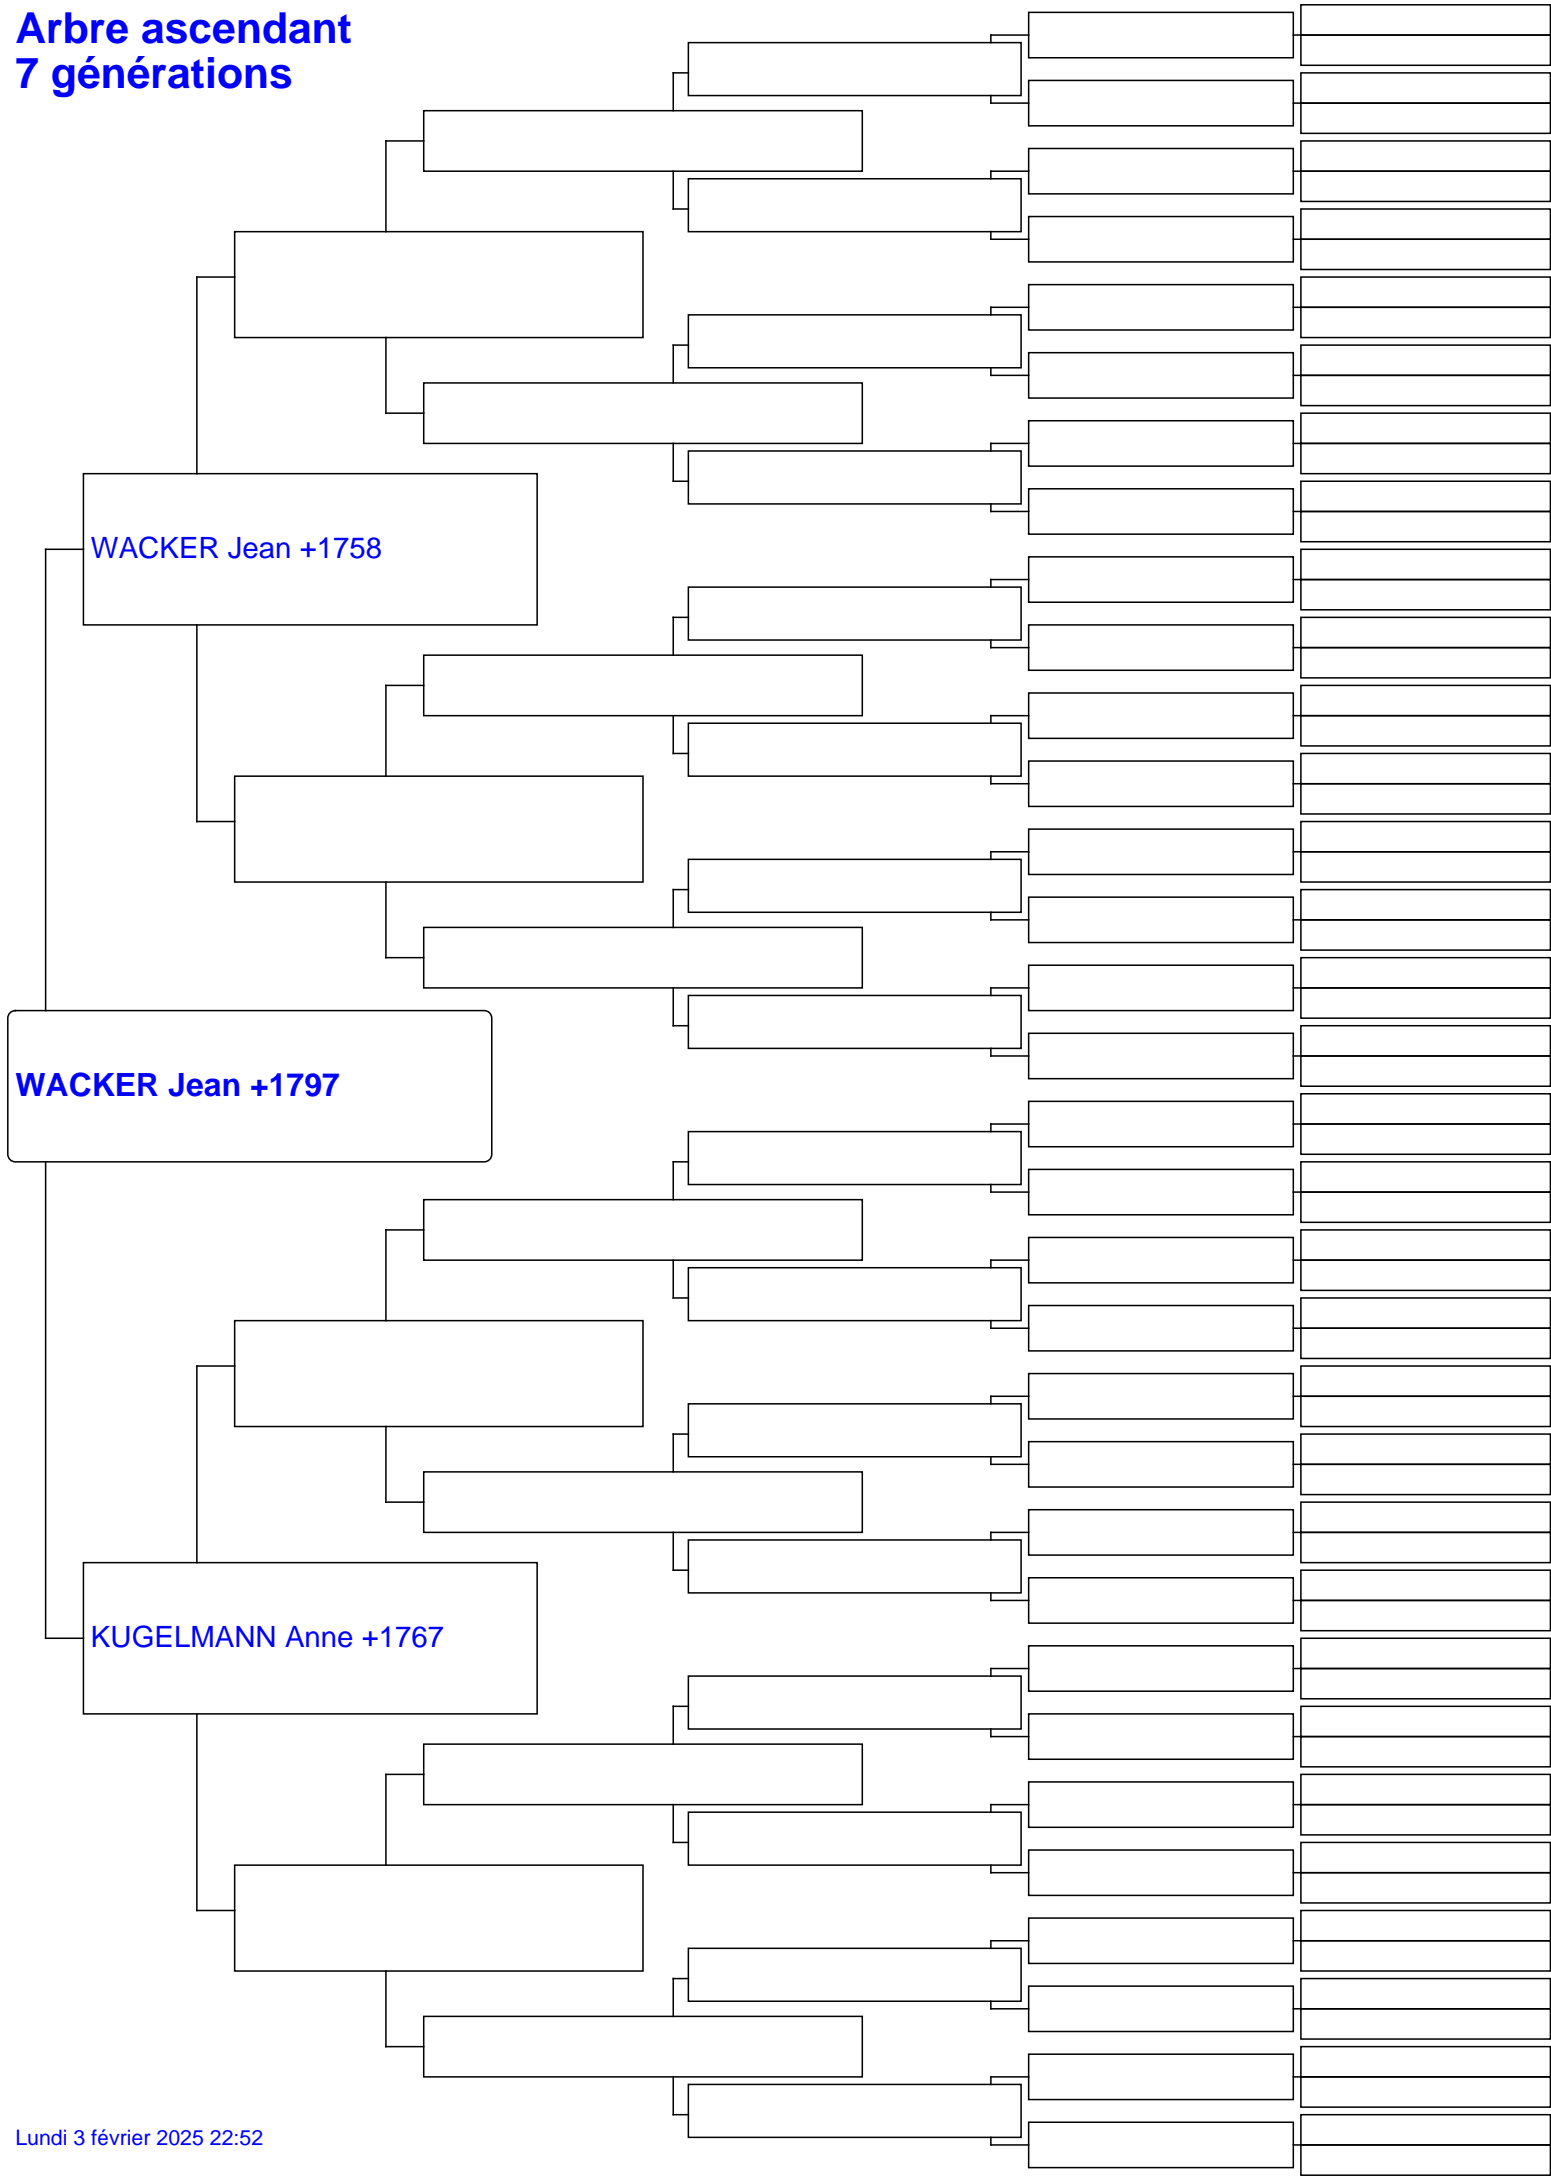 Arbre ascendant
7 générations
WACKER Jean +1758
WACKER Jean +1797
KUGELMANN Anne +1767
Lundi 3 février 2025 22:52